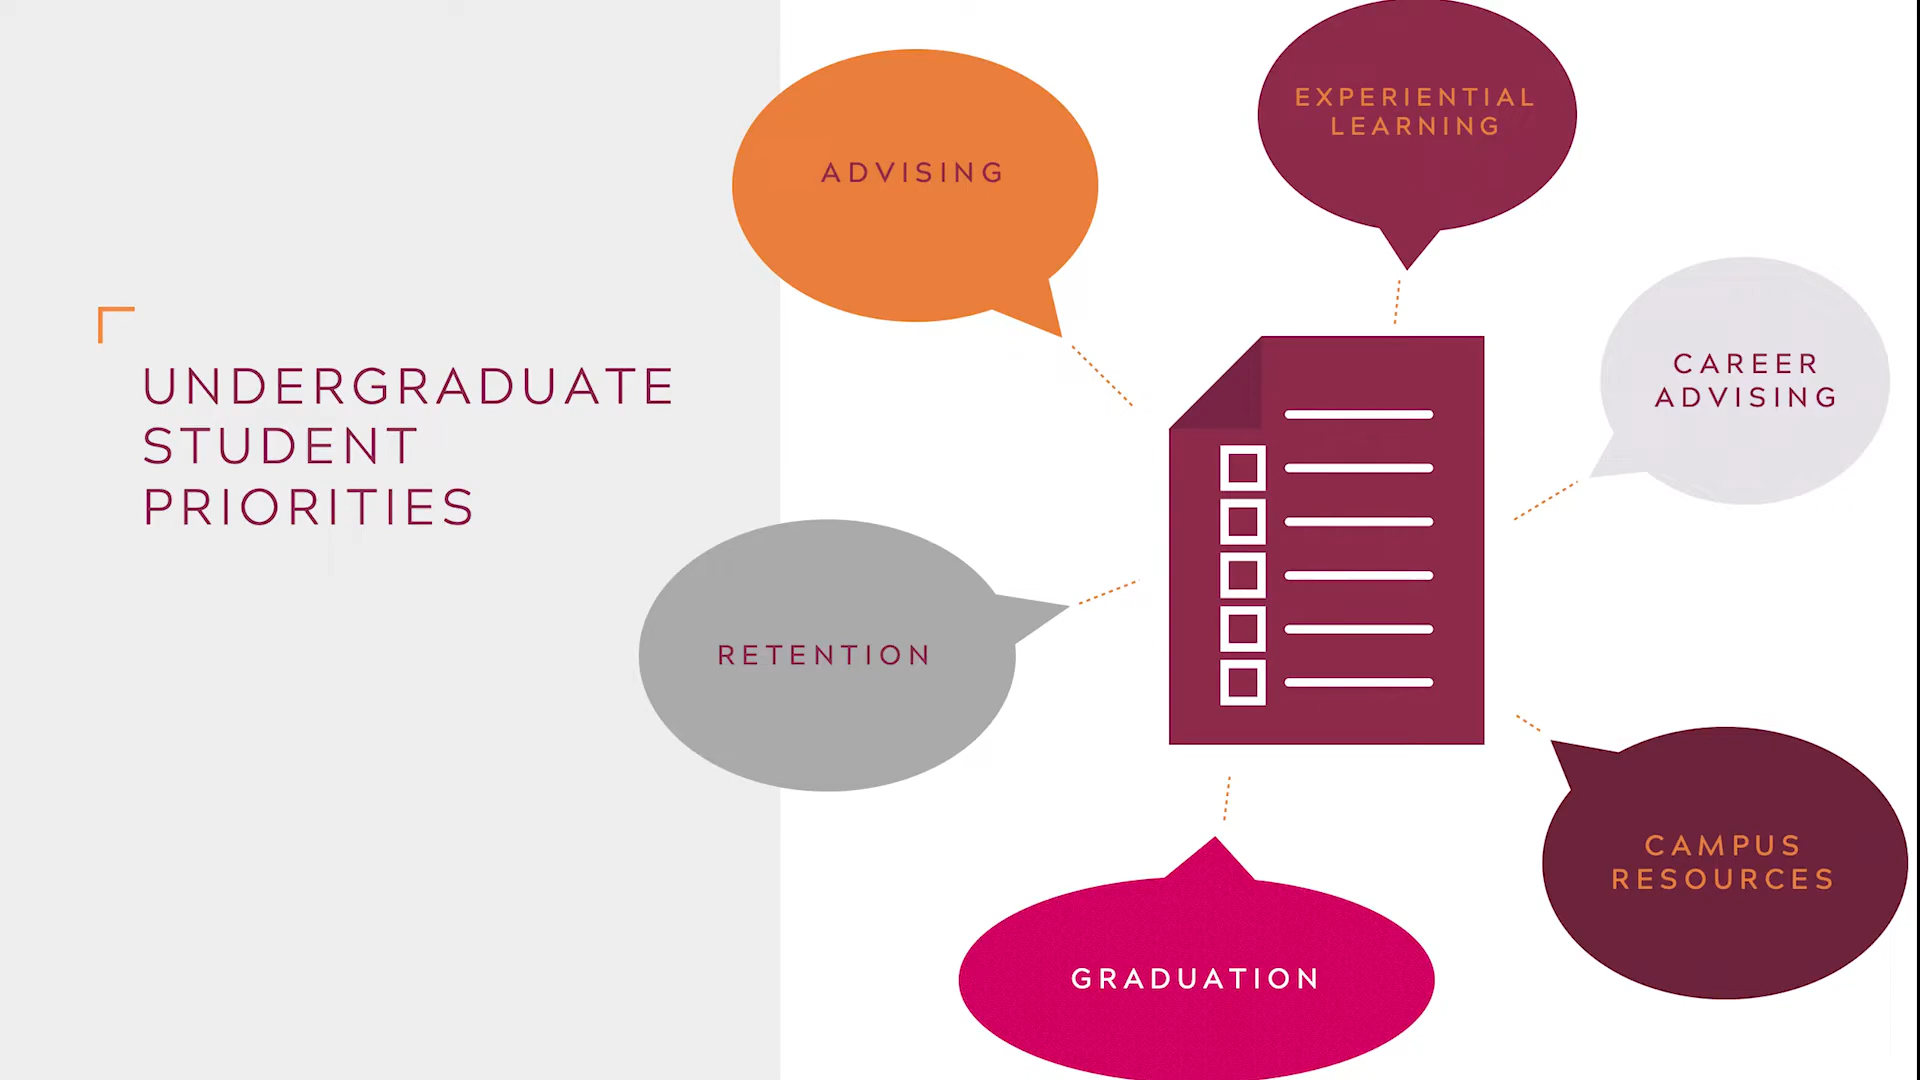 UNDERGRADUATE
STUDENT
PRIORITIES
ADVISING
EXPERIENTIAL
LEARNING
CAREER
ADVISING
RETENTION
CAMPUS
RESOURCES
GRADUATION